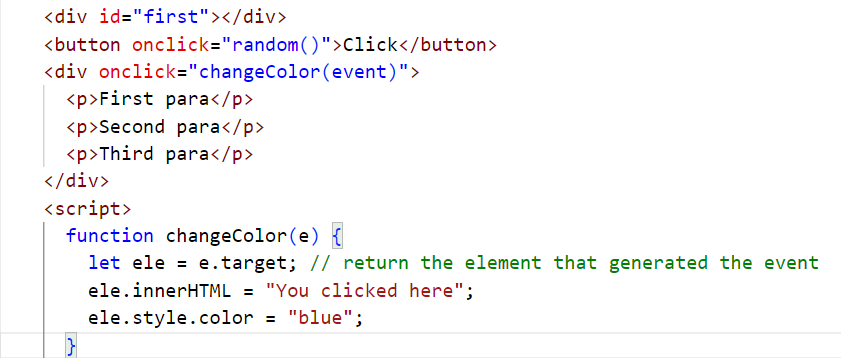 <div id="first"></div>
<button onclick="random()">Click</button>
<div onclick="changeColor(event)">
  <p>First para</p>
  <p>Second para</p>
  <p>Third para</p>
</div>
<script>
  function changeColor(e) {
    let ele = e.target; // return the element that generated the event
    ele.innerHTML = "You clicked here";
    ele.style.color = "blue";
  }